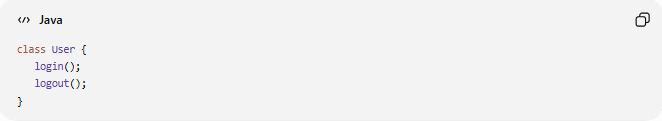 </> Java
class User {
login();
logout();
}